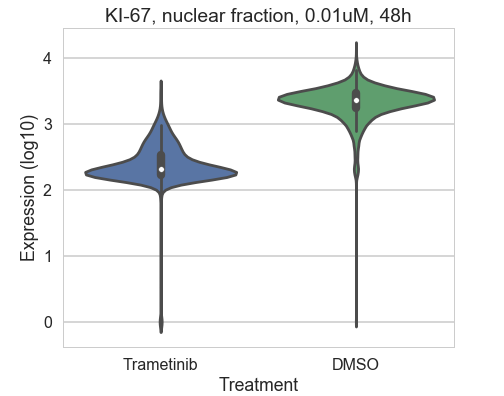 KI-67, nuclear fraction, 0.01uM, 48h
Expression (log10)
4
3
2
1
0
Trametinib
DMSO
Treatment